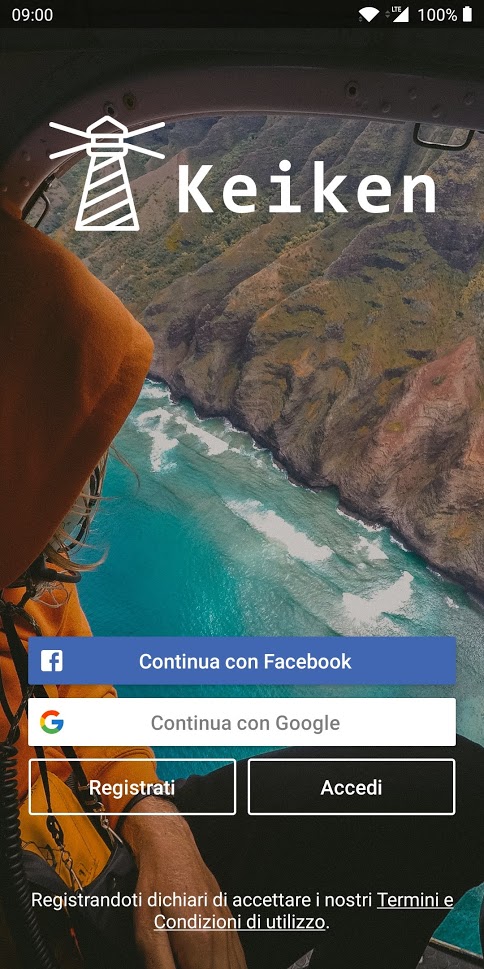 09:00
LTE
100%
Keiken
Continua con Facebook
Continua con Google
Registrati
Accedi
Registrandoti dichiari di accettare i nostri Termini e
Condizioni di utilizzo.